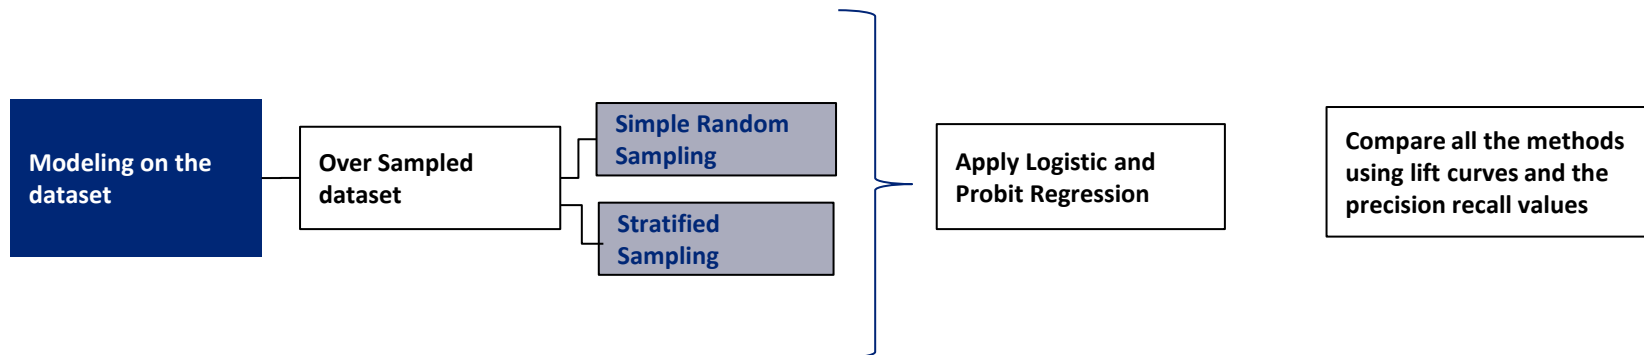 Modeling on the
dataset
Over Sampled
dataset
Simple Random
Sampling
Stratified
Sampling
Apply Logistic and
Probit Regression
Compare all the methods
using lift curves and the
precision recall values